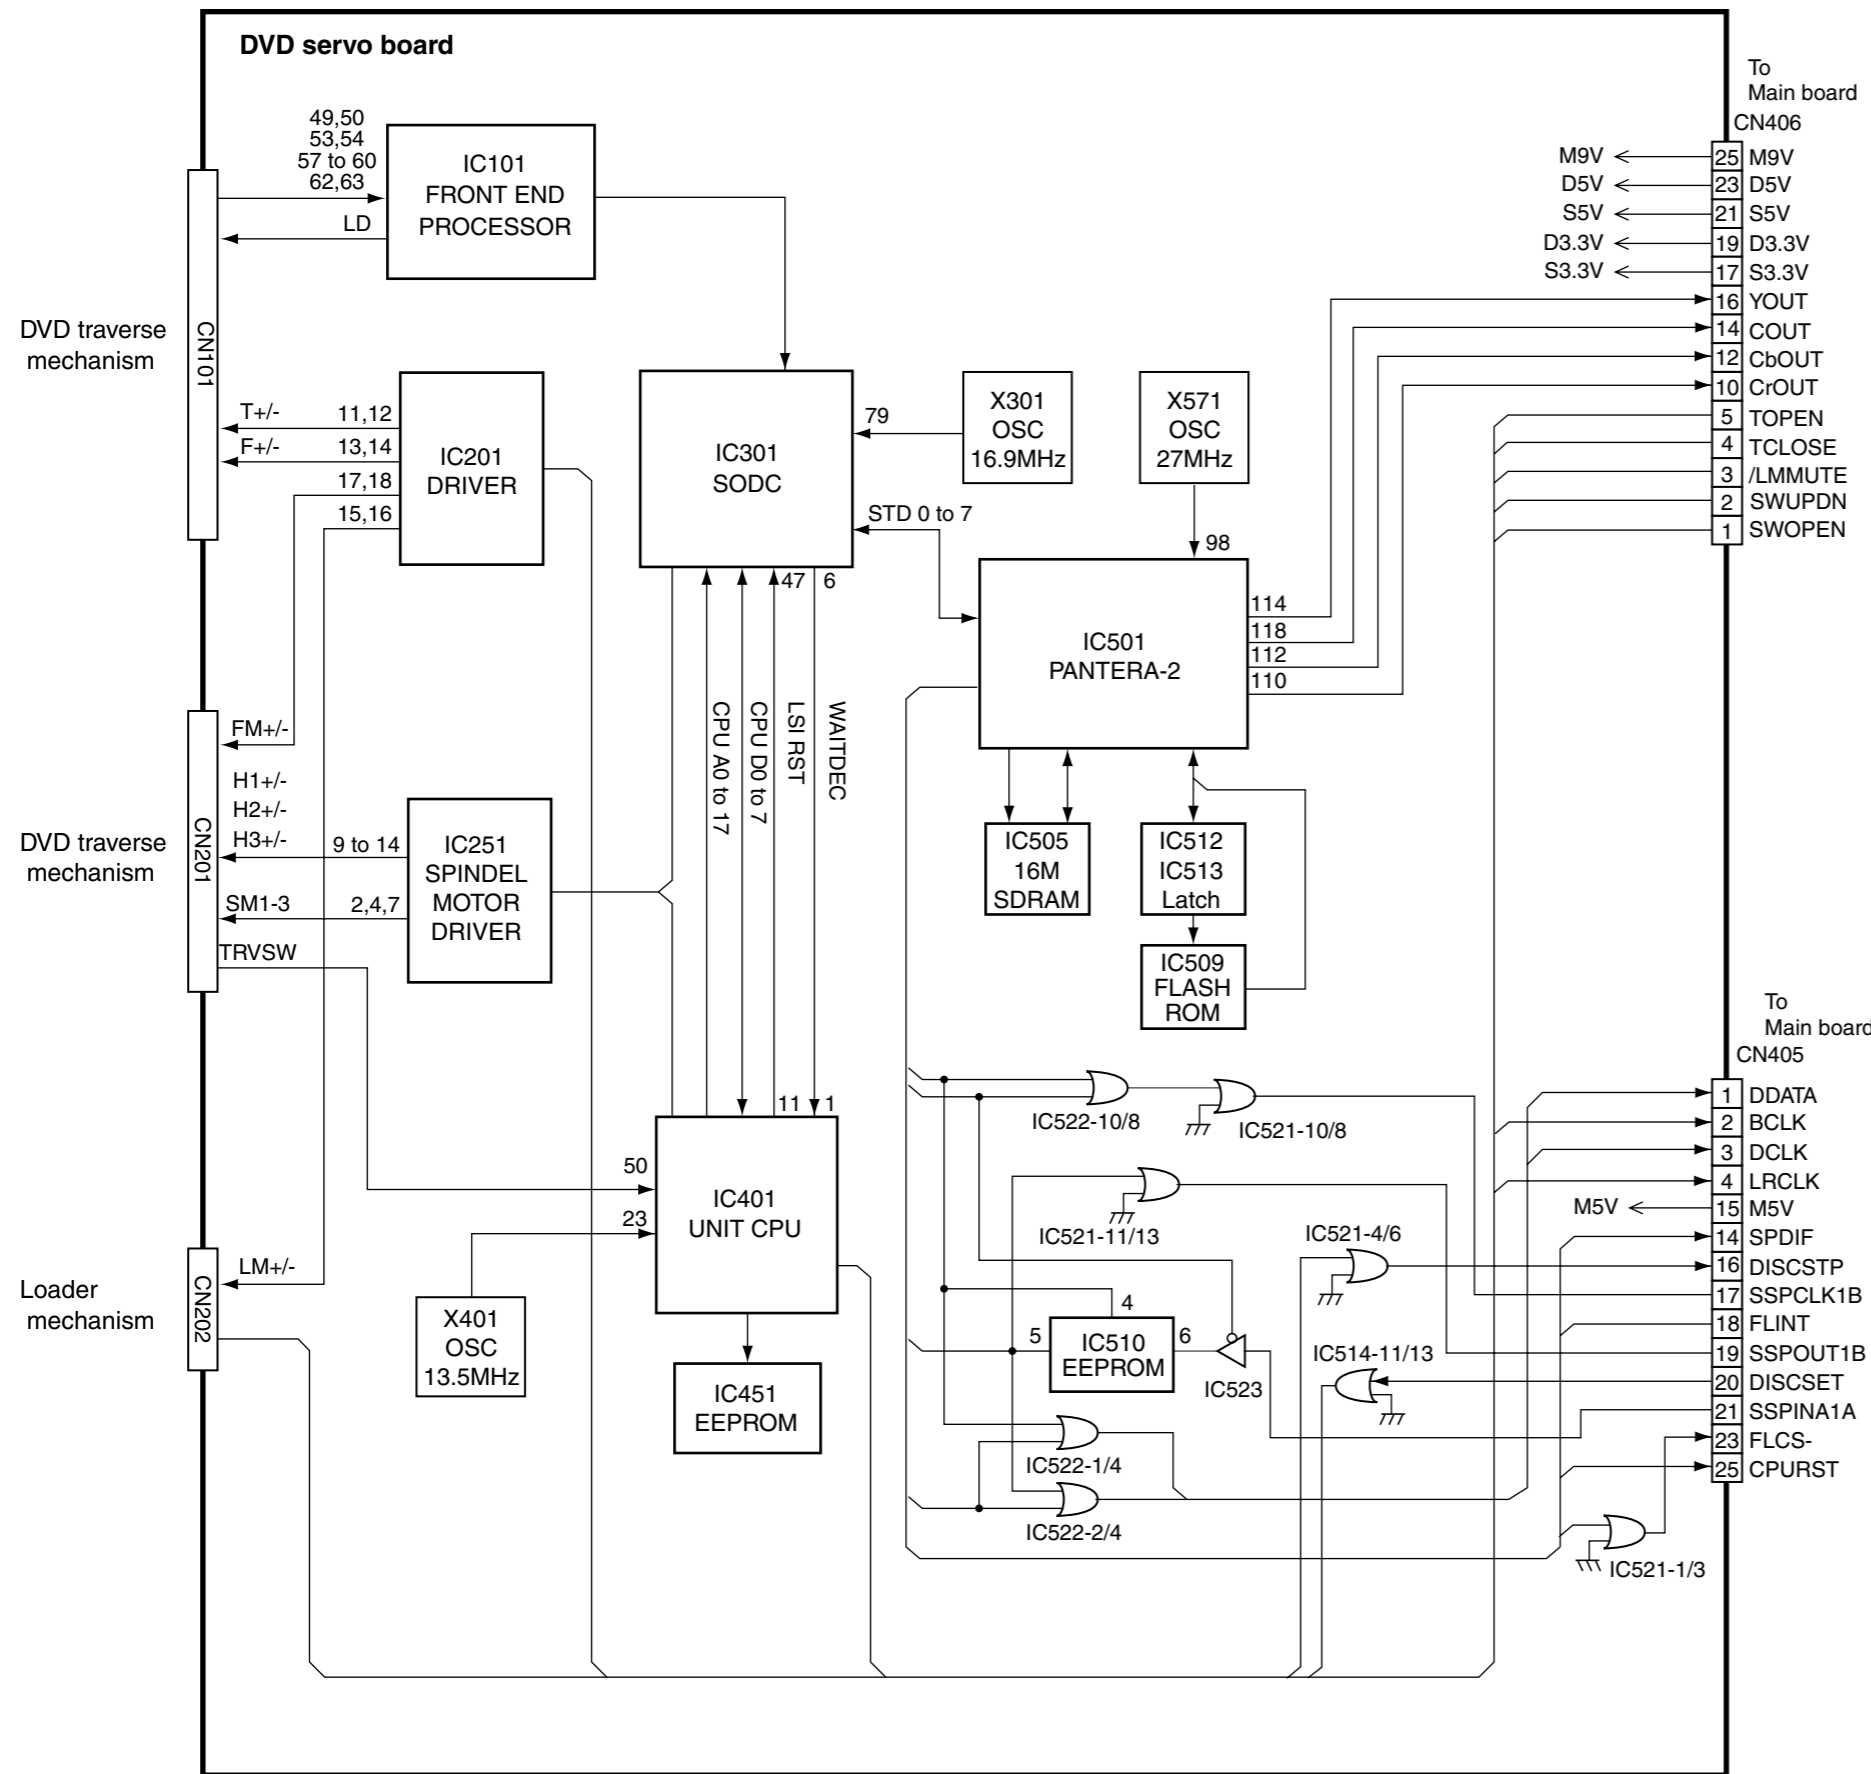 DVD servo board
To
Main board
CN406
49,50
53,54
57 to 60
62,63
LD
IC101
FRONT END
PROCESSOR
M9V
25
M9V
D5V
23
D5V
S5V
21
S5V
D3.3V
19
D3.3V
S3.3V
17
S3.3V
16
YOUT
14
COUT
12
CbOUT
10
CrOUT
5
TOPEN
4
TCLOSE
3
/LMMUTE
2
SWUPDN
1
SWOPEN
DVD traverse
mechanism
CN101
T+/-
11,12
F+/-
13,14
17,18
15,16
IC201
DRIVER
IC301
SODC
79
X301
OSC
16.9MHz
X571
OSC
27MHz
STD 0 to 7
98
47
6
IC501
PANTERA-2
114
118
112
110
CPU A0 to 17
CPU D0 to 7
LSI RST
WAITDEC
FM+/-
H1+/-
H2+/-
H3+/-
9 to 14
SM1-3
2,4,7
TRVSW
DVD traverse
mechanism
CN201
IC251
SPINDEL
MOTOR
DRIVER
IC505
16M
SDRAM
IC512
IC513
Latch
IC509
FLASH
ROM
To
Main board
CN405
11
1
IC522-10/8
IC521-10/8
1
DDATA
2
BCLK
3
DCLK
4
LRCLK
M5V
15
M5V
14
SPDIF
16
DISCSTP
17
SSPCLK1B
18
FLINT
19
SSPOUT1B
20
DISCSET
21
SSPINA1A
23
FLCS-
25
CPURST
50
23
IC401
UNIT CPU
IC521-11/13
IC521-4/6
Loader
mechanism
CN202
LM+/-
X401
OSC
13.5MHz
IC451
EEPROM
4
5
IC510
EEPROM
6
IC523
IC514-11/13
IC522-1/4
IC522-2/4
IC521-1/3